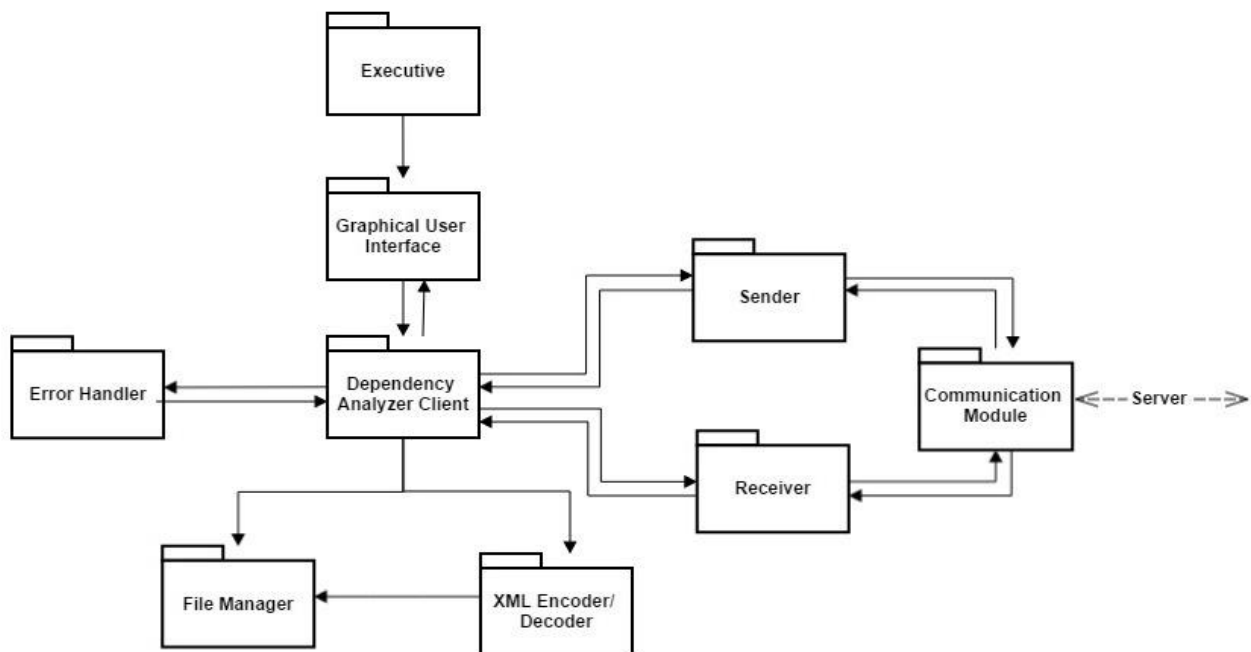 Executive
Graphical User
Interface
Sender
Error Handler
Dependency
Analyzer Client
Communication
Module
Server
Receiver
File Manager
XML Encoder/
Decoder